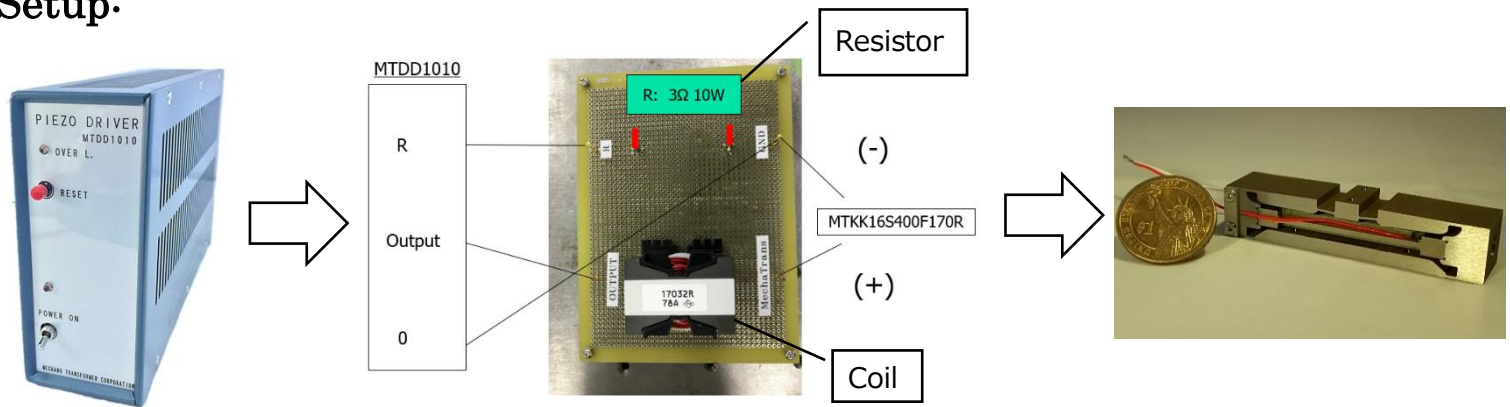 Setup:
PIEZO DRIVER
MTDD1010
OVER L.
RESET
POWER ON
MECHANO TRANSFORMER CORPORATION
MTDD1010
R
Output
0
R: 3Ω 10W
R
GND
OUTPUT
MechaTrans
17032R
78A
Resistor
(-)
MTKK16S400F170R
(+)
Coil
$1